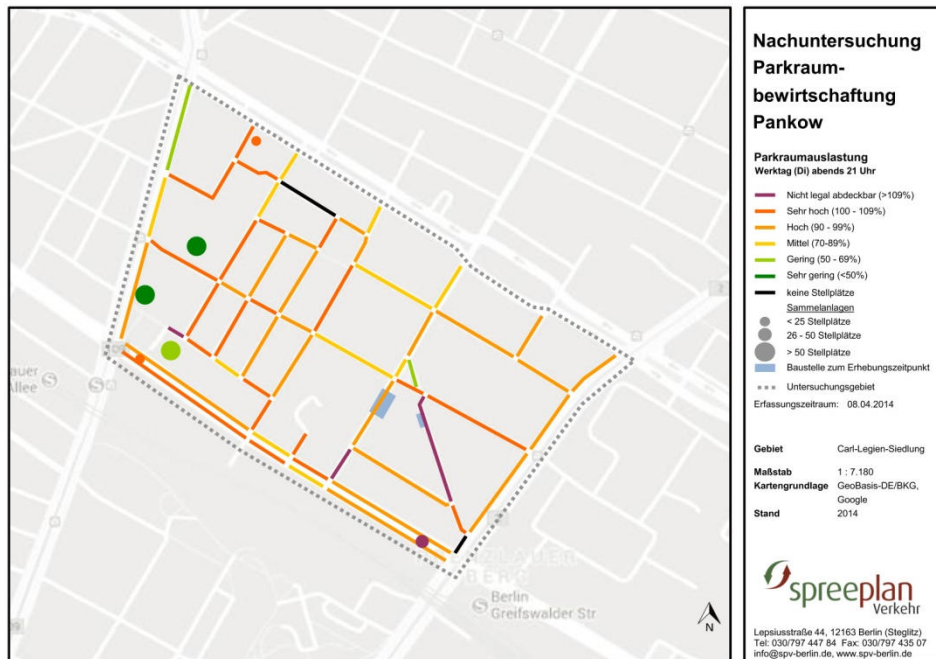 Nachuntersuchung
Parkraum-
bewirtschaftung
Pankow
Parkraumauslastung
Werktag (Di) abends 21 Uhr
Nicht legal abdeckbar (>109%)
Sehr hoch (100 - 109%)
Hoch (90 - 99%)
Mittel (70-89%)
Gering (50 - 69%)
Sehr gering (<50%)
keine Stellplätze
Sammelanlagen
< 25 Stellplätze
26 - 50 Stellplätze
> 50 Stellplätze
Baustelle zum Erhebungszeitpunkt
Untersuchungsgebiet
Erfassungszeitraum: 08.04.2014
Gebiet Carl-Legien-Siedlung
Maßstab 1 : 7.180
Kartengrundlage GeoBasis-DE/BKG,
Google
Stand 2014
spreeplan
Verkehr
Lepsiusstraße 44, 12163 Berlin (Steglitz)
Tel: 030/797 447 84 Fax: 030/797 435 07
info@spv-berlin.de, www.spv-berlin.de
auer
Allee
S
S
2
BERG
S Berlin
Greifswalder Str
N